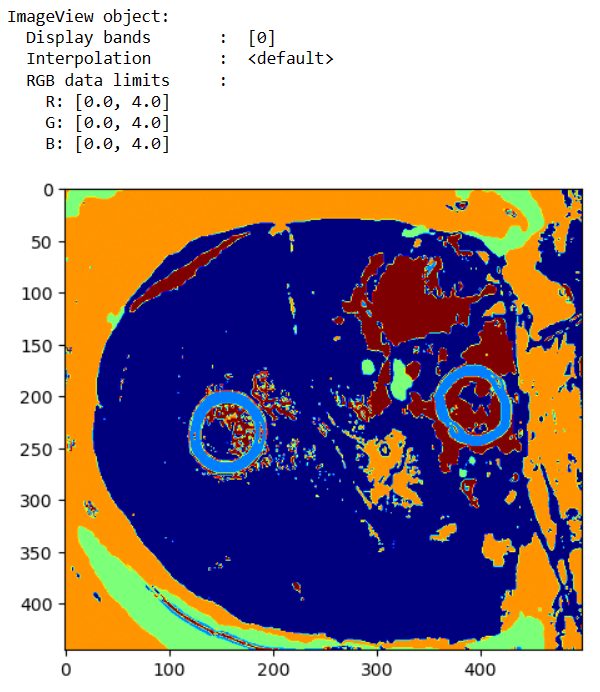 ImageView object:
Display bands : [0]
Interpolation : <default>
RGB data limits :
R: [0.0, 4.0]
G: [0.0, 4.0]
B: [0.0, 4.0]
0
50
100
150
200
250
300
350
400
0 100 200 300 400